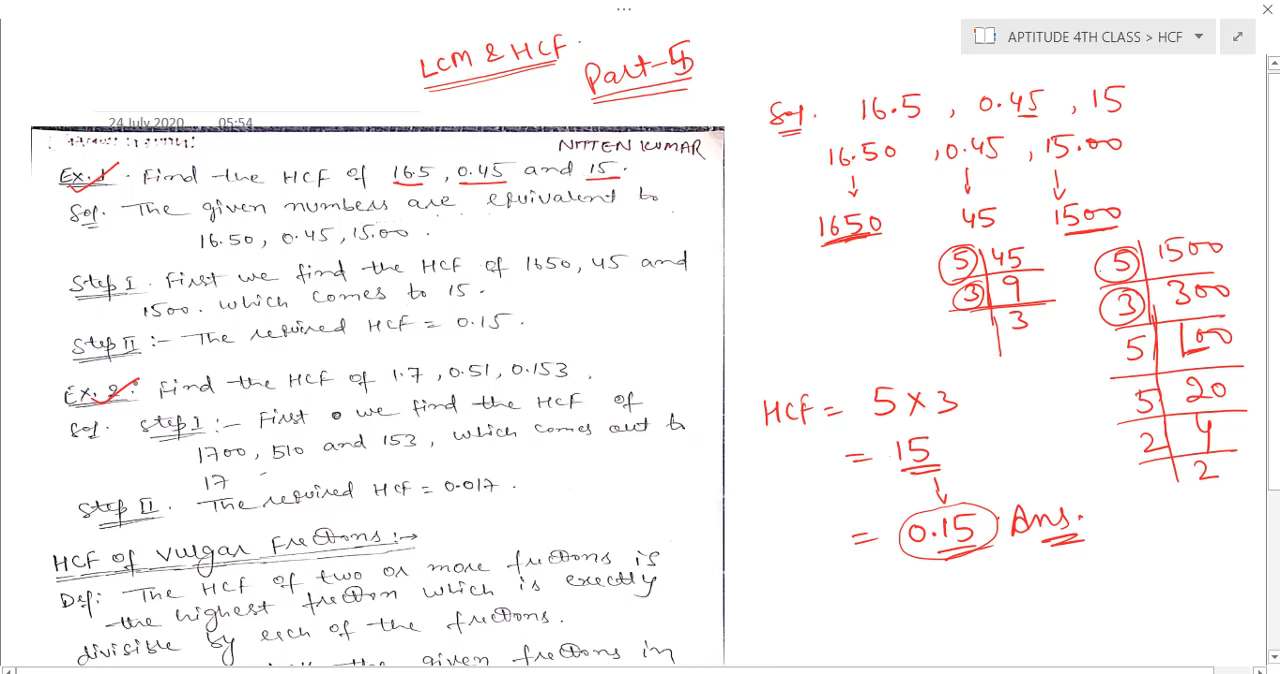 APTITUDE 4TH CLASS > HCF
LCM & HCF
Part-5
24 July 2020 05:54
NITTEN KUMAR
Ex.1. Find the HCF of 16.5, 0.45 and 15.
Sol. The given numbers are equivalent to
16.50, 0.45, 15.00.
Step I. First we find the HCF of 1650, 45 and
1500. which comes to 15.
Step II :- The required HCF = 0.15.
Ex. 2: Find the HCF of 1.7, 0.51, 0.153.
Sol. Step I :- First we find the HCF of
1700, 510 and 153, which comes out to
17
Step II. The required HCF = 0.017.
HCF of Vulgar Frctions :→
Def: The HCF of two or more frctions is
the highest frction which is exectly
divisible by each of the frctions.
the given frctions in
Sol. 16.5, 0.45, 15
16.50, 0.45, 15.00
↓ ↓ ↓
1650 45 1500
5 | 45
3 | 9
3
5 | 1500
3 | 300
5 | 100
5 | 20
2 | 4
2
HCF = 5 × 3
= 15
↓
= 0.15 Ans.